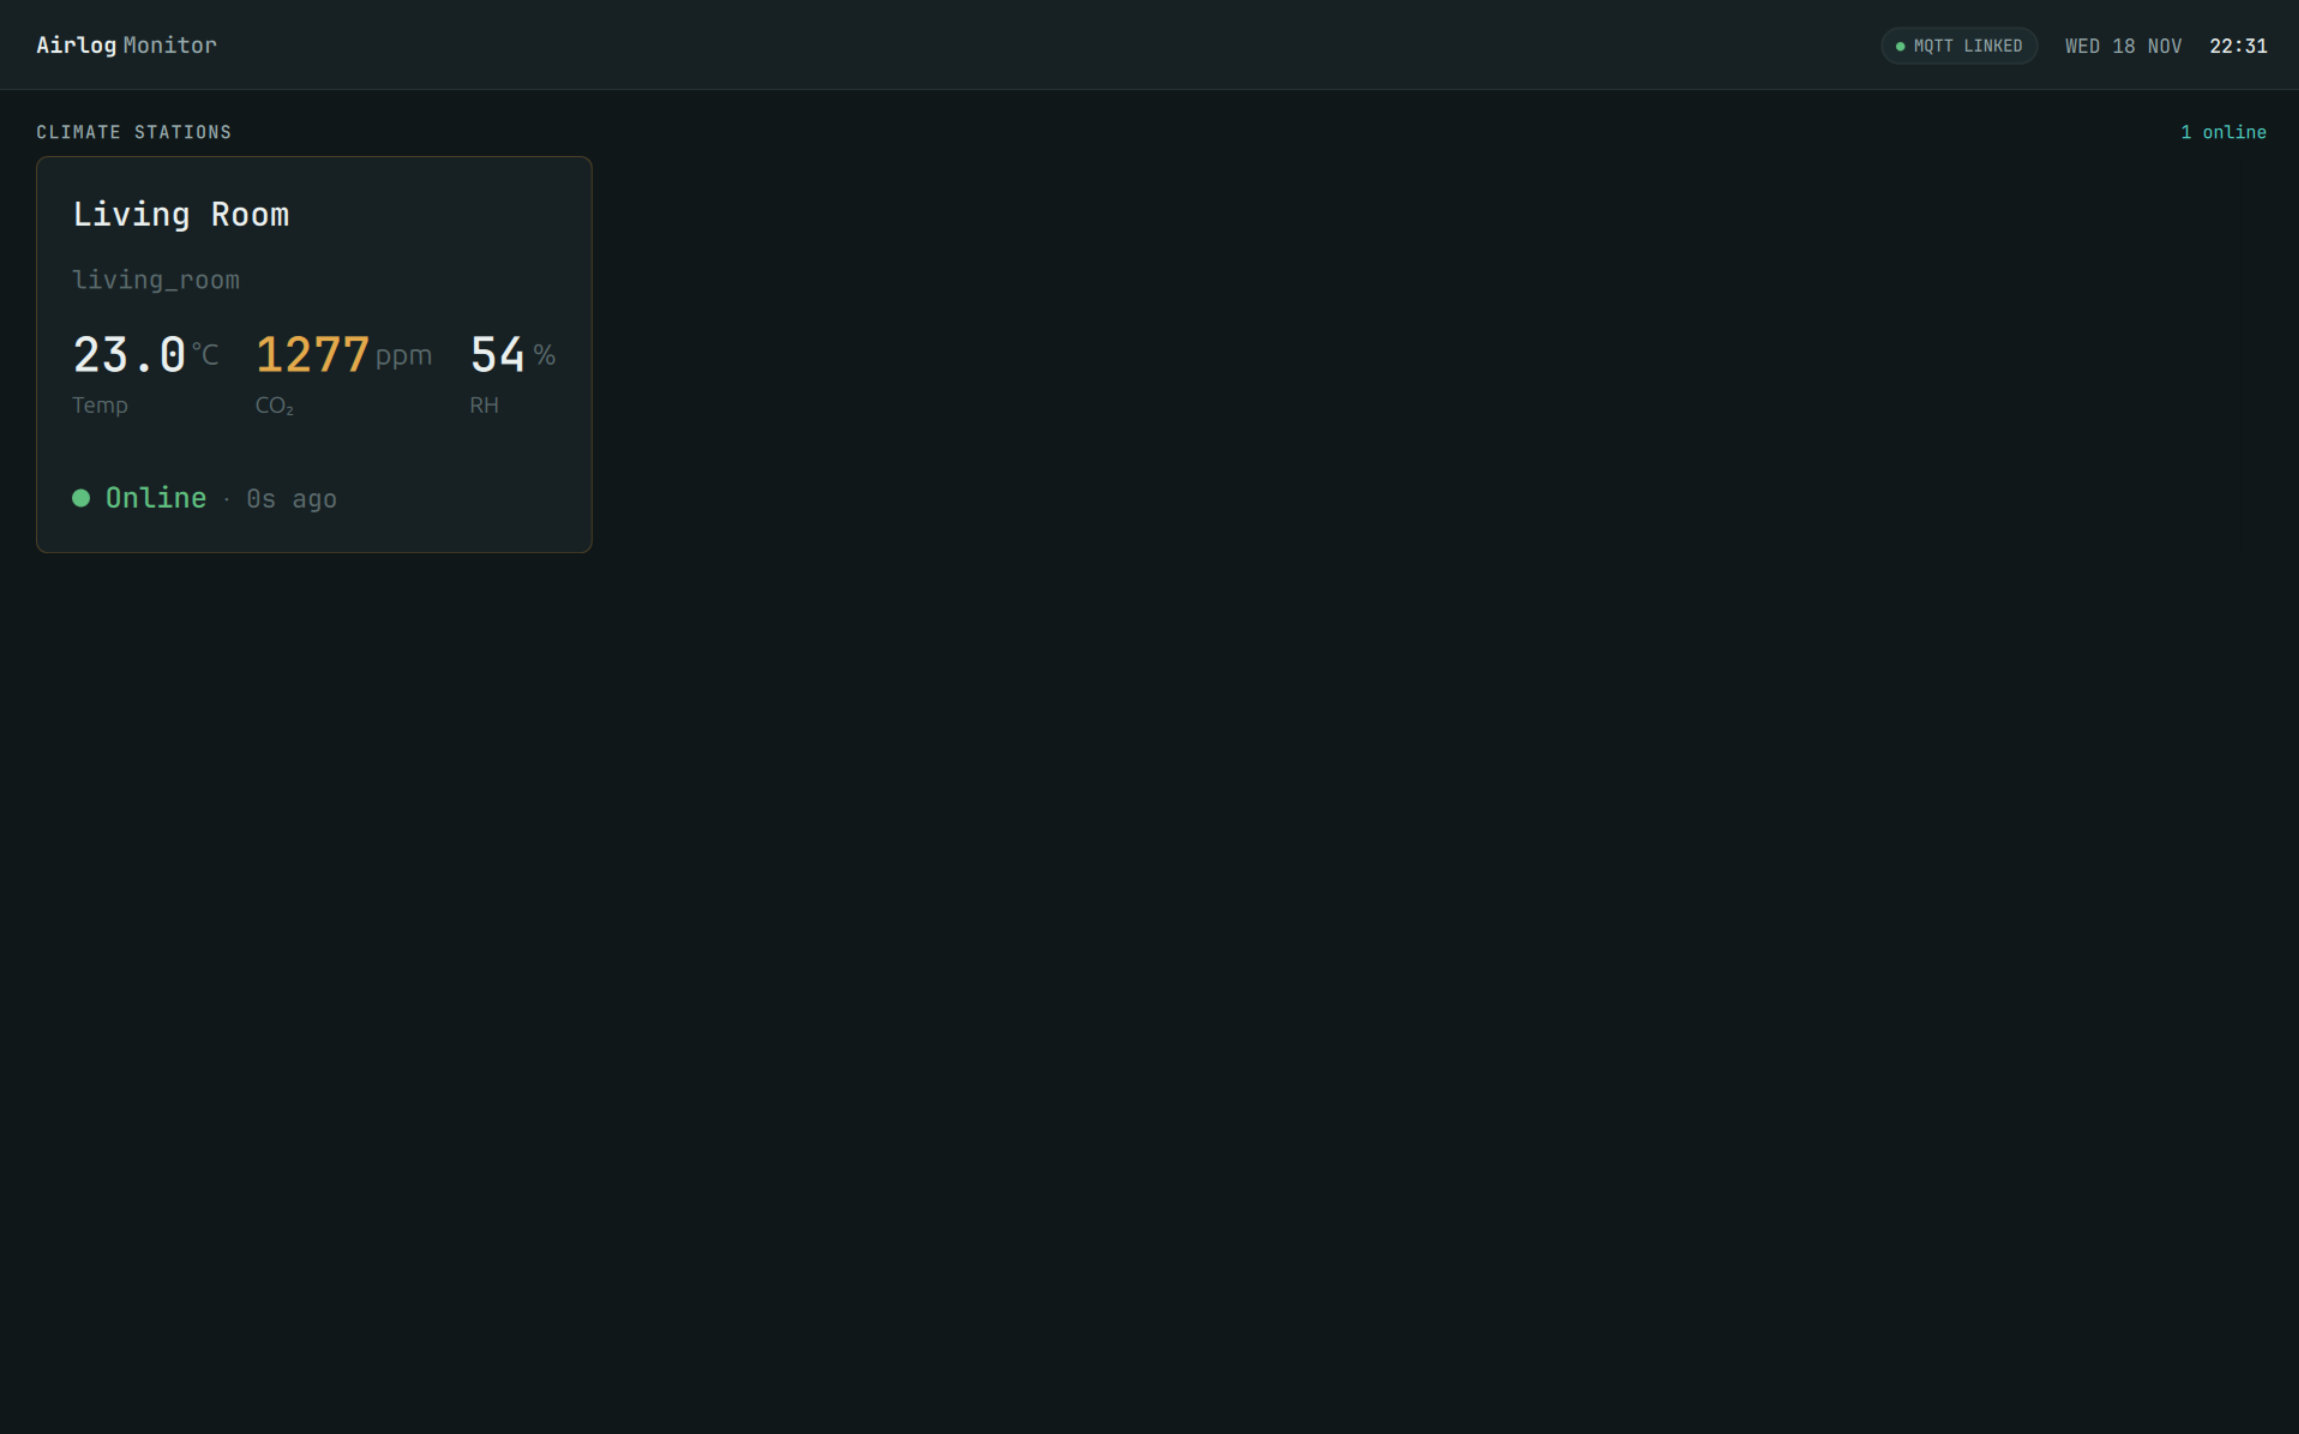 Airlog Monitor
MQTT LINKED WED 18 NOV 22:31
CLIMATE STATIONS
1 online
Living Room
living_room
23.0 °C 1277 ppm 54 %
Temp CO₂ RH
Online · 0s ago